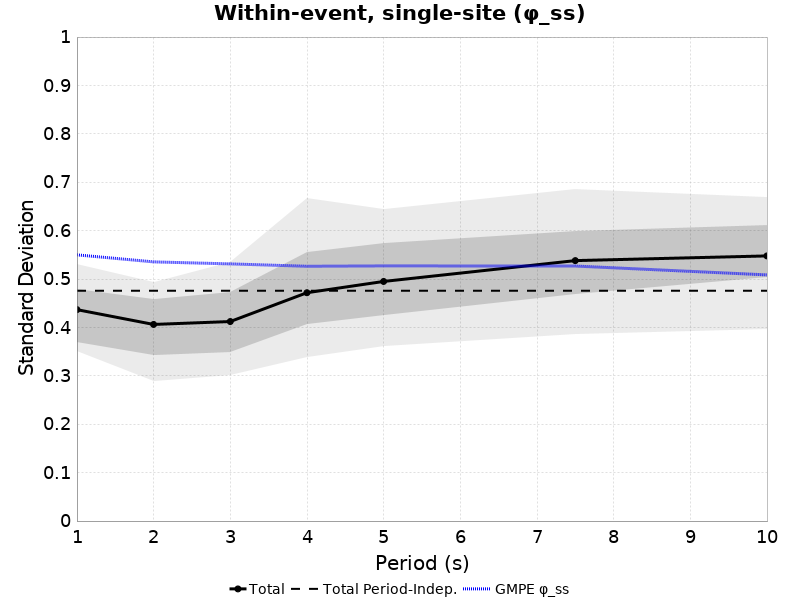 Within-event, single-site (φ_ss)
1
0.9
0.8
0.7
0.6
0.5
0.4
0.3
0.2
0.1
0
Standard Deviation
1 2 3 4 5 6 7 8 9 10
Period (s)
Total Total Period-Indep. GMPE φ_ss